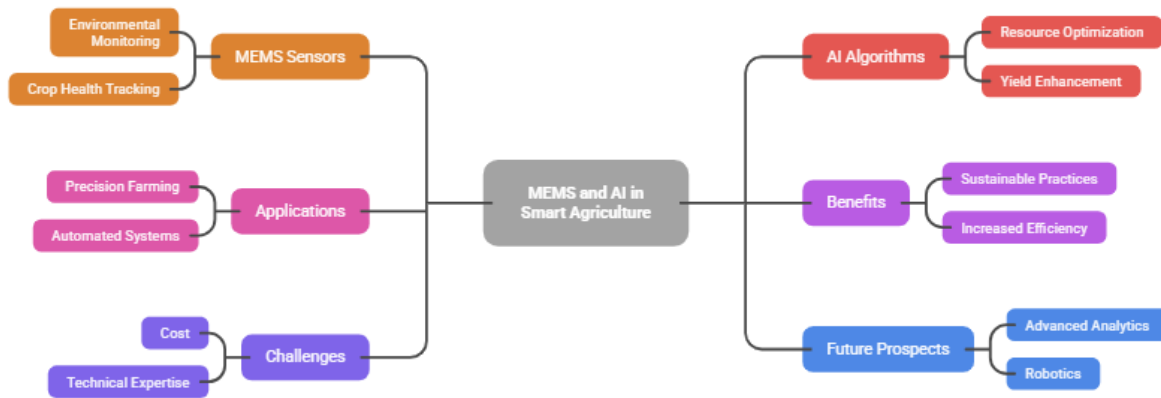 Environmental
Monitoring
MEMS Sensors
Crop Health Tracking
Precision Farming
Applications
Automated Systems
Cost
Challenges
Technical Expertise
MEMS and AI in
Smart Agriculture
AI Algorithms
Resource Optimization
Yield Enhancement
Benefits
Sustainable Practices
Increased Efficiency
Future Prospects
Advanced Analytics
Robotics